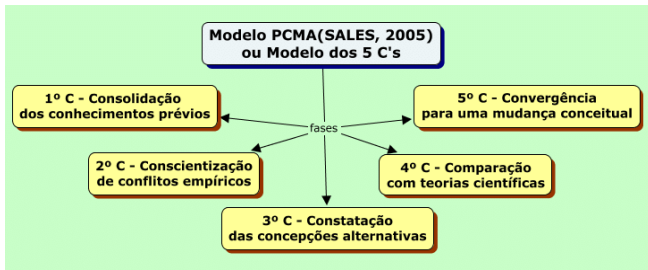 Modelo PCMA(SALES, 2005)
ou Modelo dos 5 C's
fases
1º C - Consolidação
dos conhecimentos prévios
2º C - Conscientização
de conflitos empíricos
3º C - Constatação
das concepções alternativas
4º C - Comparação
com teorias científicas
5º C - Convergência
para uma mudança conceitual